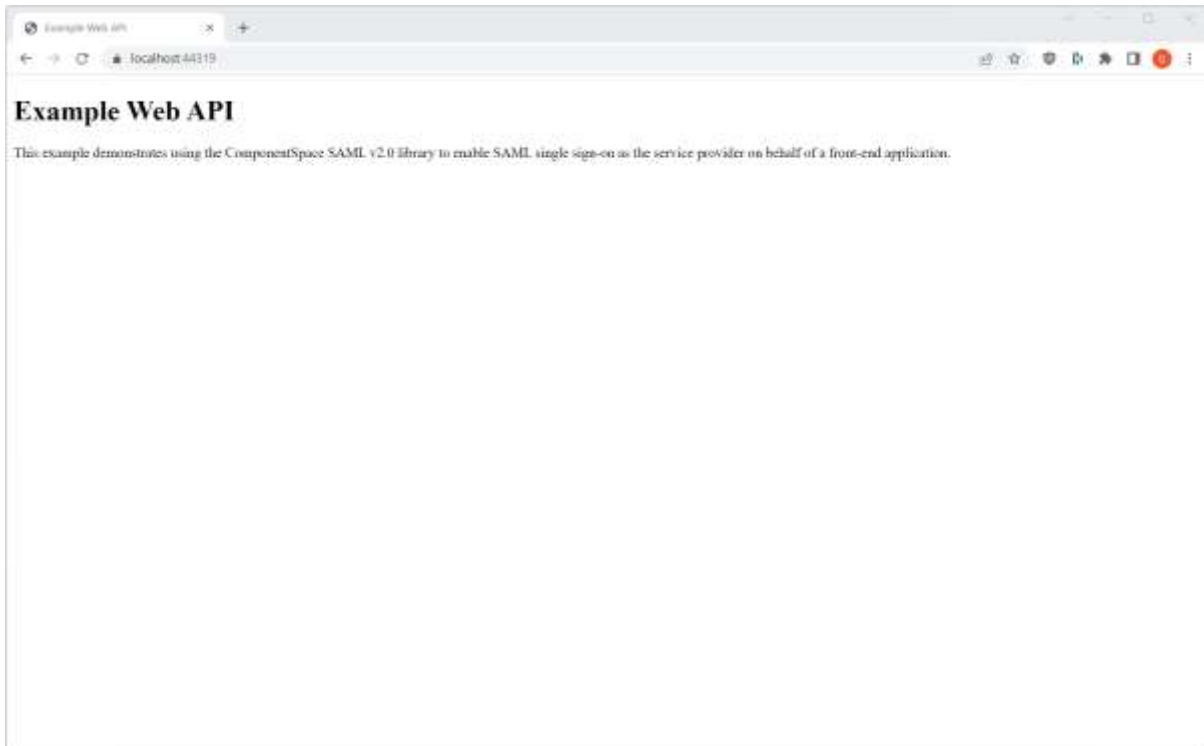 Example Web API
localhost:44319
Example Web API
This example demonstrates using the ComponentSpace SAML v2.0 library to enable SAML single sign-on as the service provider on behalf of a front-end application.